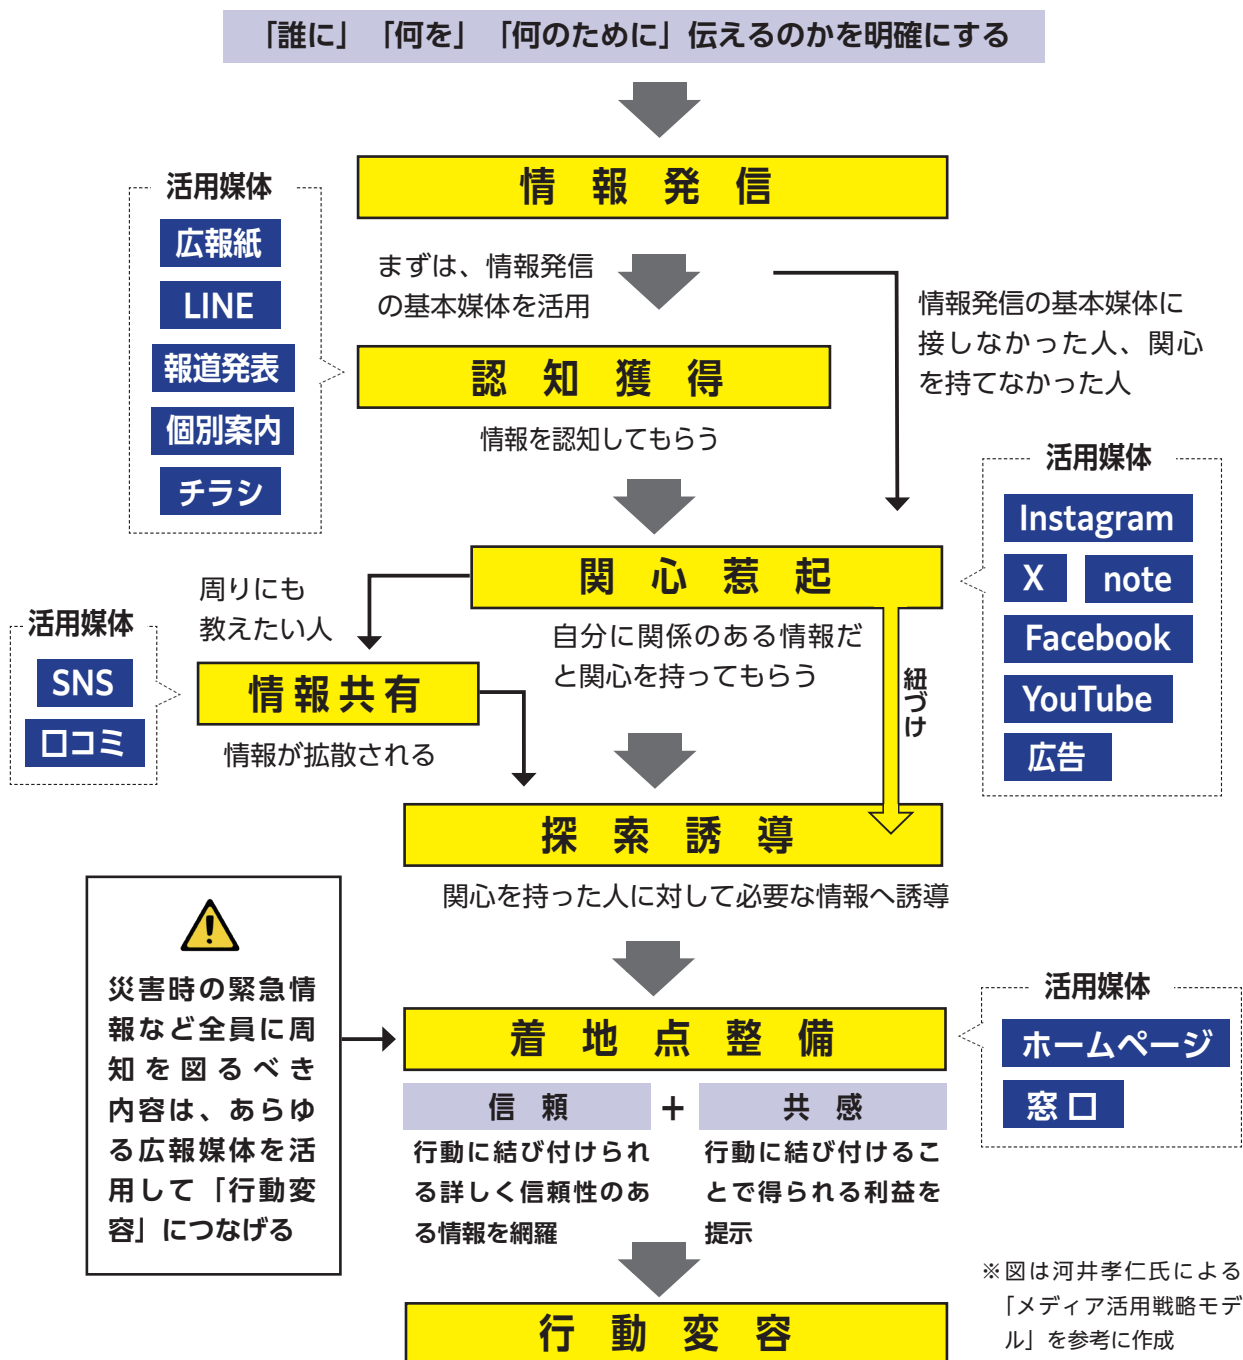 「誰に」「何を」「何のために」伝えるのかを明確にする
情報発信
活用媒体
広報紙
LINE
報道発表
個別案内
チラシ
まずは、情報発信
の基本媒体を活用
情報発信の基本媒体に
接しなかった人、関心
を持てなかった人
認知獲得
情報を認知してもらう
活用媒体
Instagram
X
note
Facebook
YouTube
広告
関心惹起
自分に関係のある情報だ
と関心を持ってもらう
紐づけ
周りにも
教えたい人
活用媒体
SNS
口コミ
情報共有
情報が拡散される
探索誘導
関心を持った人に対して必要な情報へ誘導
災害時の緊急情
報など全員に周
知を図るべき
内容は、あらゆ
る広報媒体を活
用して「行動変
容」につなげる
着地点整備
活用媒体
ホームページ
窓口
信頼
+
共感
行動に結び付けられ
る詳しく信頼性のあ
る情報を網羅
行動に結び付けるこ
とで得られる利益を
提示
行動変容
※図は河井孝仁氏による
「メディア活用戦略モデ
ル」を参考に作成